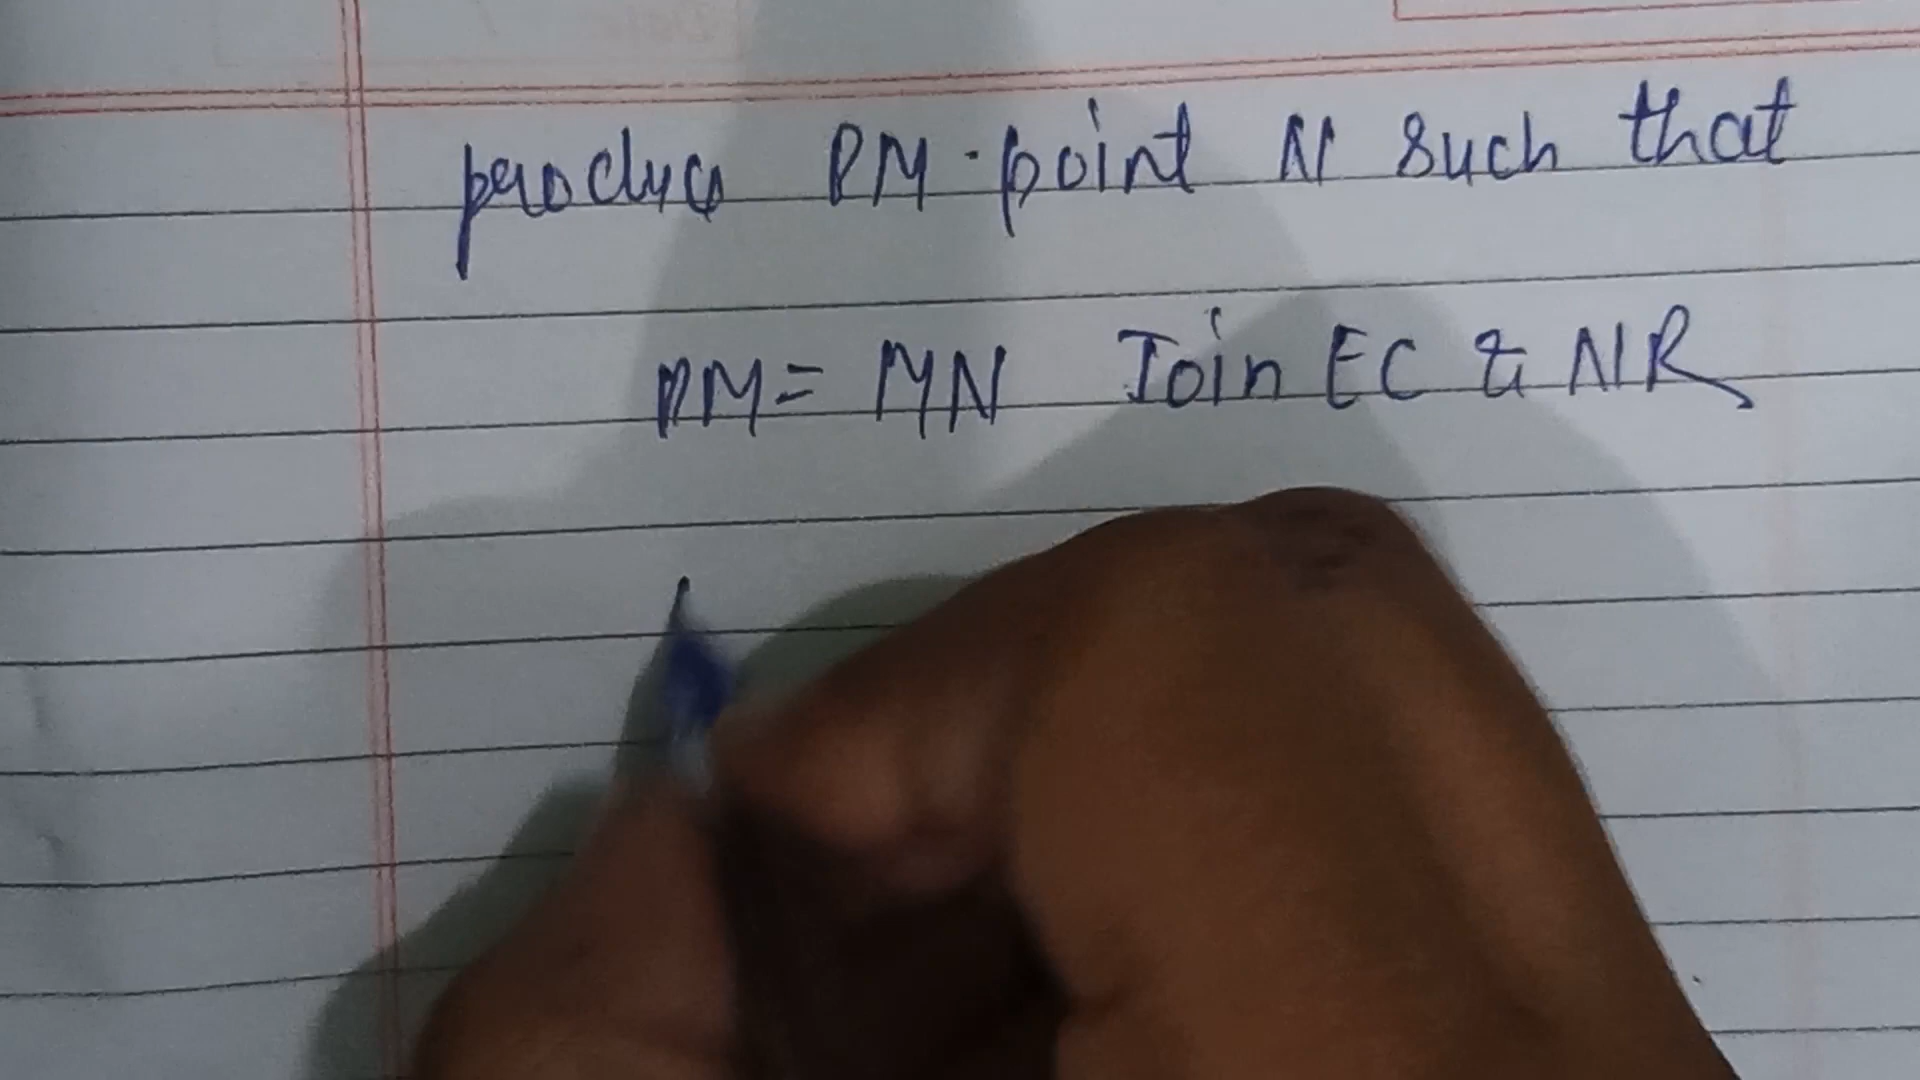 produce PM. point N such that
PM = MN Join EC & NR